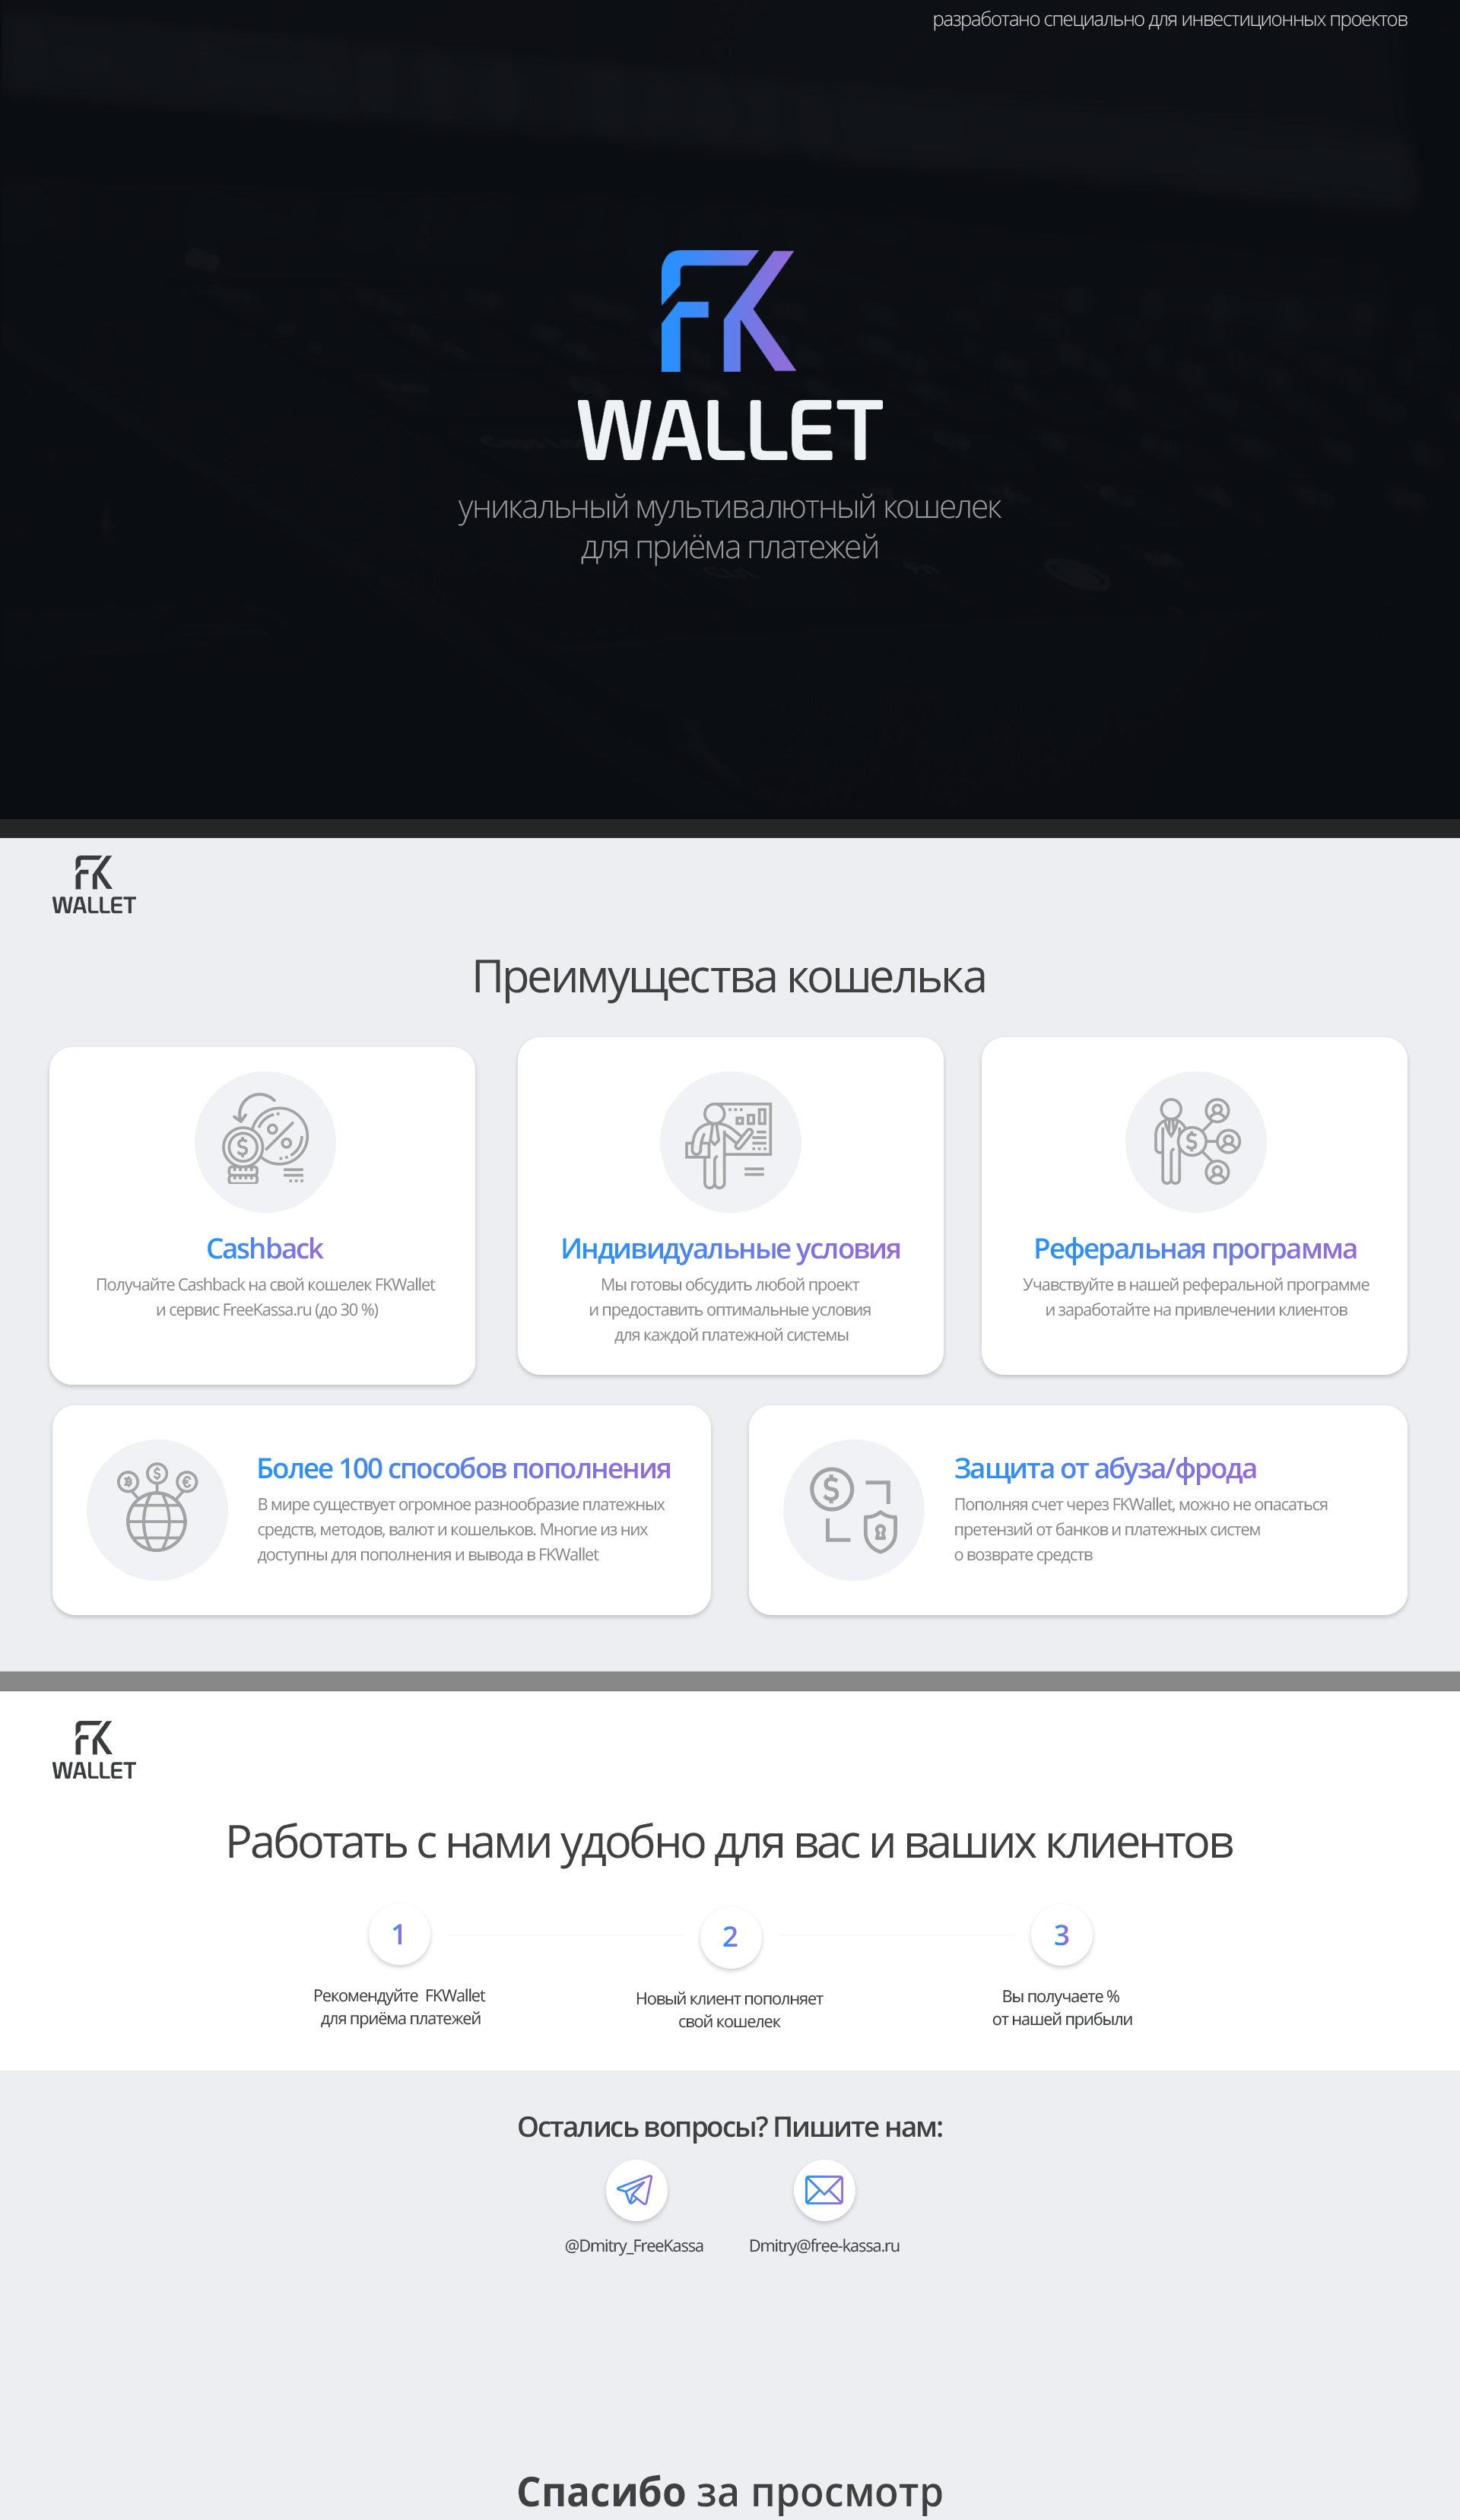 разработано специально для инвестиционных проектов
FK
WALLET
уникальный мультивалютный кошелек
для приёма платежей
FK
WALLET
Преимущества кошелька
Cashback
Получайте Cashback на свой кошелек FKWallet
и сервис FreeKassa.ru (до 30 %)
Индивидуальные условия
Мы готовы обсудить любой проект
и предоставить оптимальные условия
для каждой платежной системы
Реферальная программа
Учавствуйте в нашей реферальной программе
и заработайте на привлечении клиентов
Более 100 способов пополнения
В мире существует огромное разнообразие платежных
средств, методов, валют и кошельков. Многие из них
доступны для пополнения и вывода в FKWallet
Защита от абуза/фрода
Пополняя счет через FKWallet, можно не опасаться
претензий от банков и платежных систем
о возврате средств
FK
WALLET
Работать с нами удобно для вас и ваших клиентов
1
Рекомендуйте FKWallet
для приёма платежей
2
Новый клиент пополняет
свой кошелек
3
Вы получаете %
от нашей прибыли
Остались вопросы? Пишите нам:
@Dmitry_FreeKassa
Dmitry@free-kassa.ru
Спасибо за просмотр